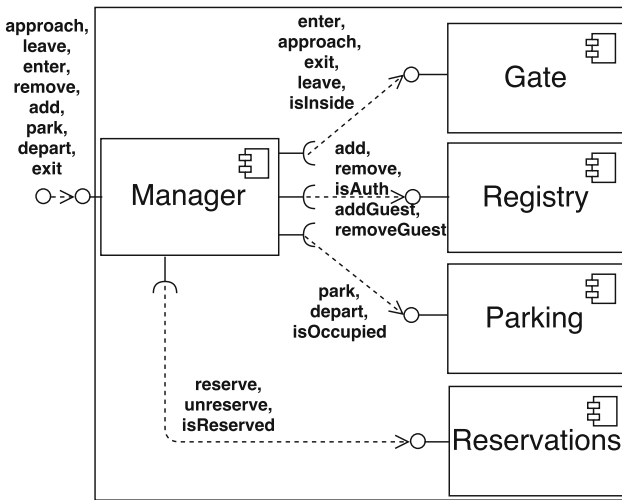 approach,
leave,
enter,
remove,
add,
park,
depart,
exit
enter,
approach,
exit,
leave,
isInside
Gate
Manager
add,
remove,
isAuth
addGuest,
removeGuest
Registry
park,
depart,
isOccupied
Parking
reserve,
unreserve,
isReserved
Reservations